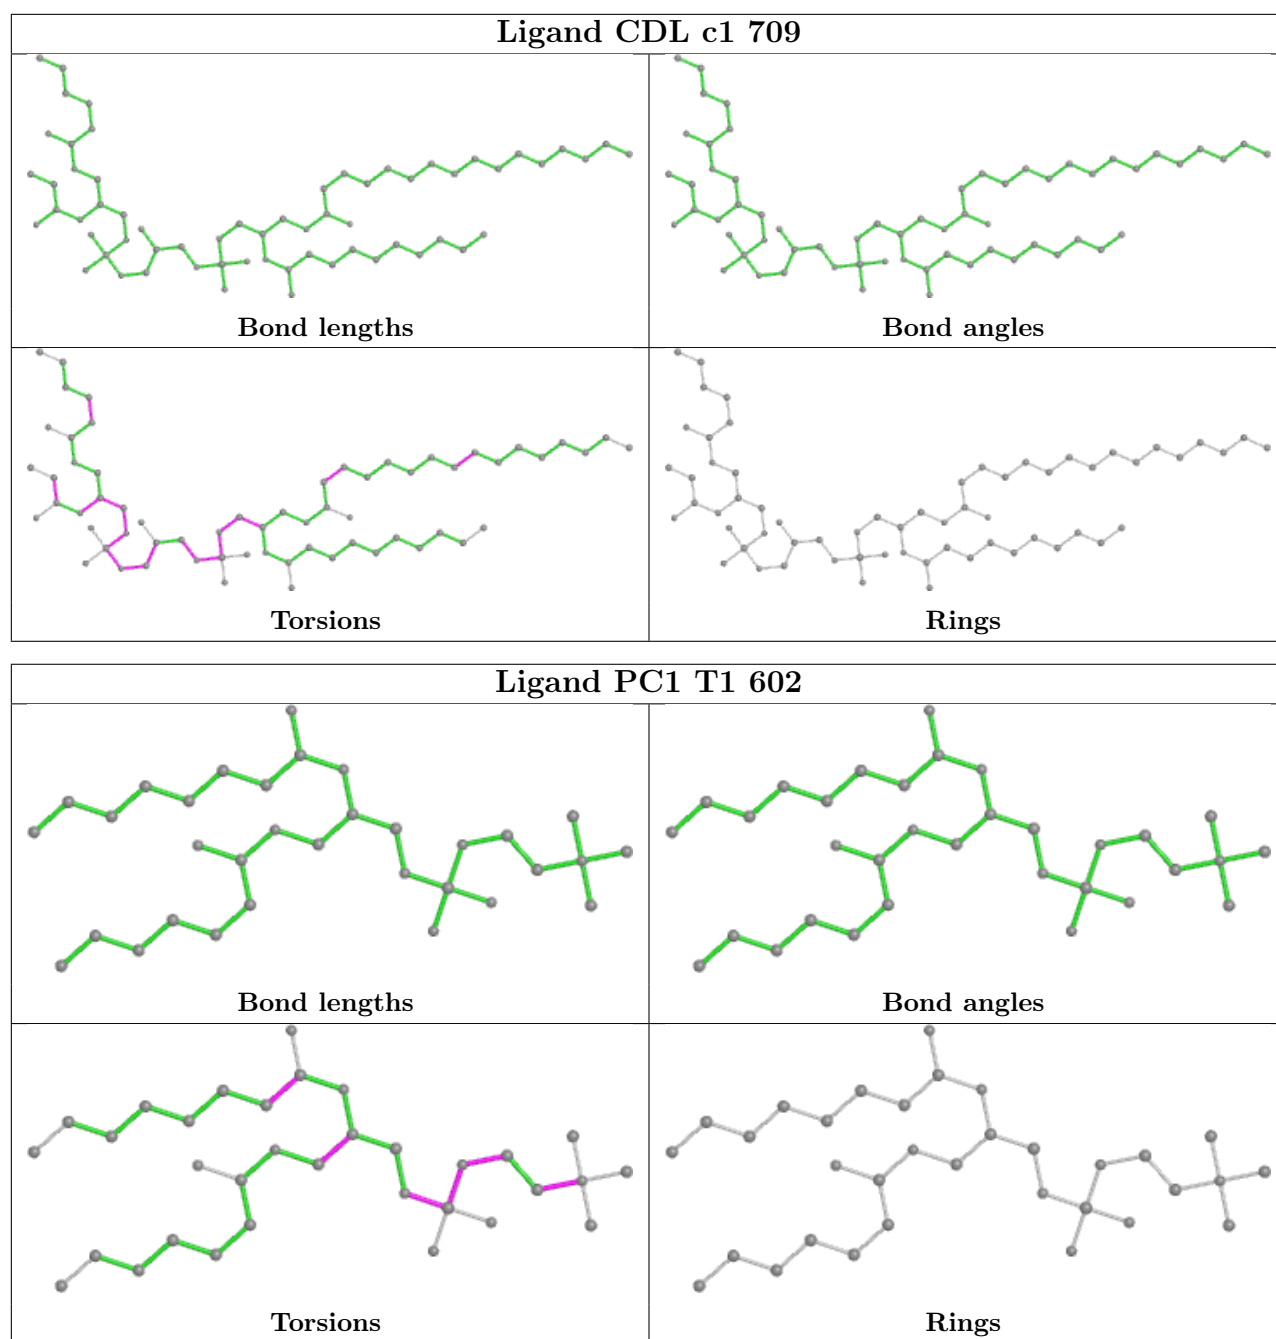 Ligand CDL c1 709
Bond lengths
Bond angles
Torsions
Rings
Ligand PC1 T1 602
Bond lengths
Bond angles
Torsions
Rings